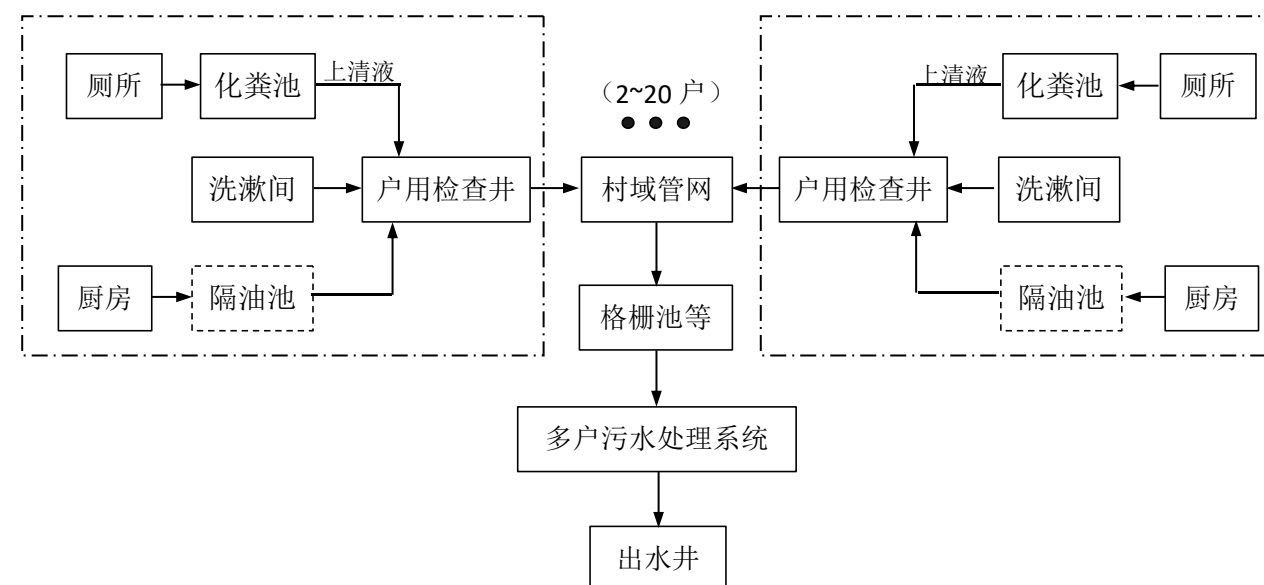 厕所
化粪池
上清液
（2~20 户）
上清液
化粪池
厕所
洗漱间
户用检查井
村域管网
户用检查井
洗漱间
厨房
隔油池
格栅池等
隔油池
厨房
多户污水处理系统
出水井